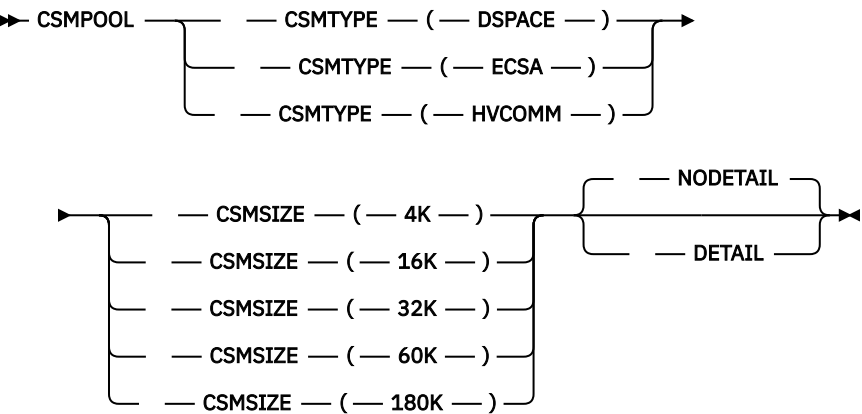 CSMPOOL CSMTYPE ( DSPACE )
CSMTYPE ( ECSA )
CSMTYPE ( HVCOMM )
NODETAIL
CSMSIZE ( 4K )
DETAIL
CSMSIZE ( 16K )
CSMSIZE ( 32K )
CSMSIZE ( 60K )
CSMSIZE ( 180K )